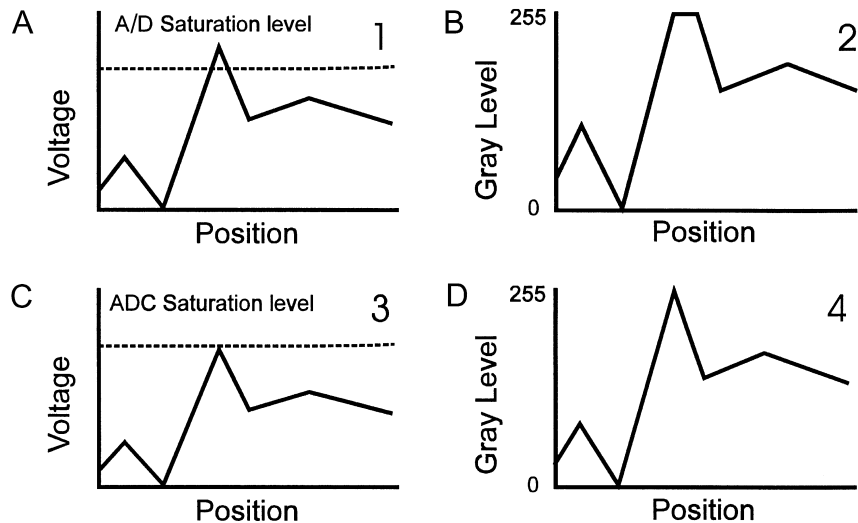 A
A/D Saturation level
1
Voltage
Position
B
255
2
Gray Level
0
Position
C
ADC Saturation level
3
Voltage
Position
D
255
4
Gray Level
0
Position